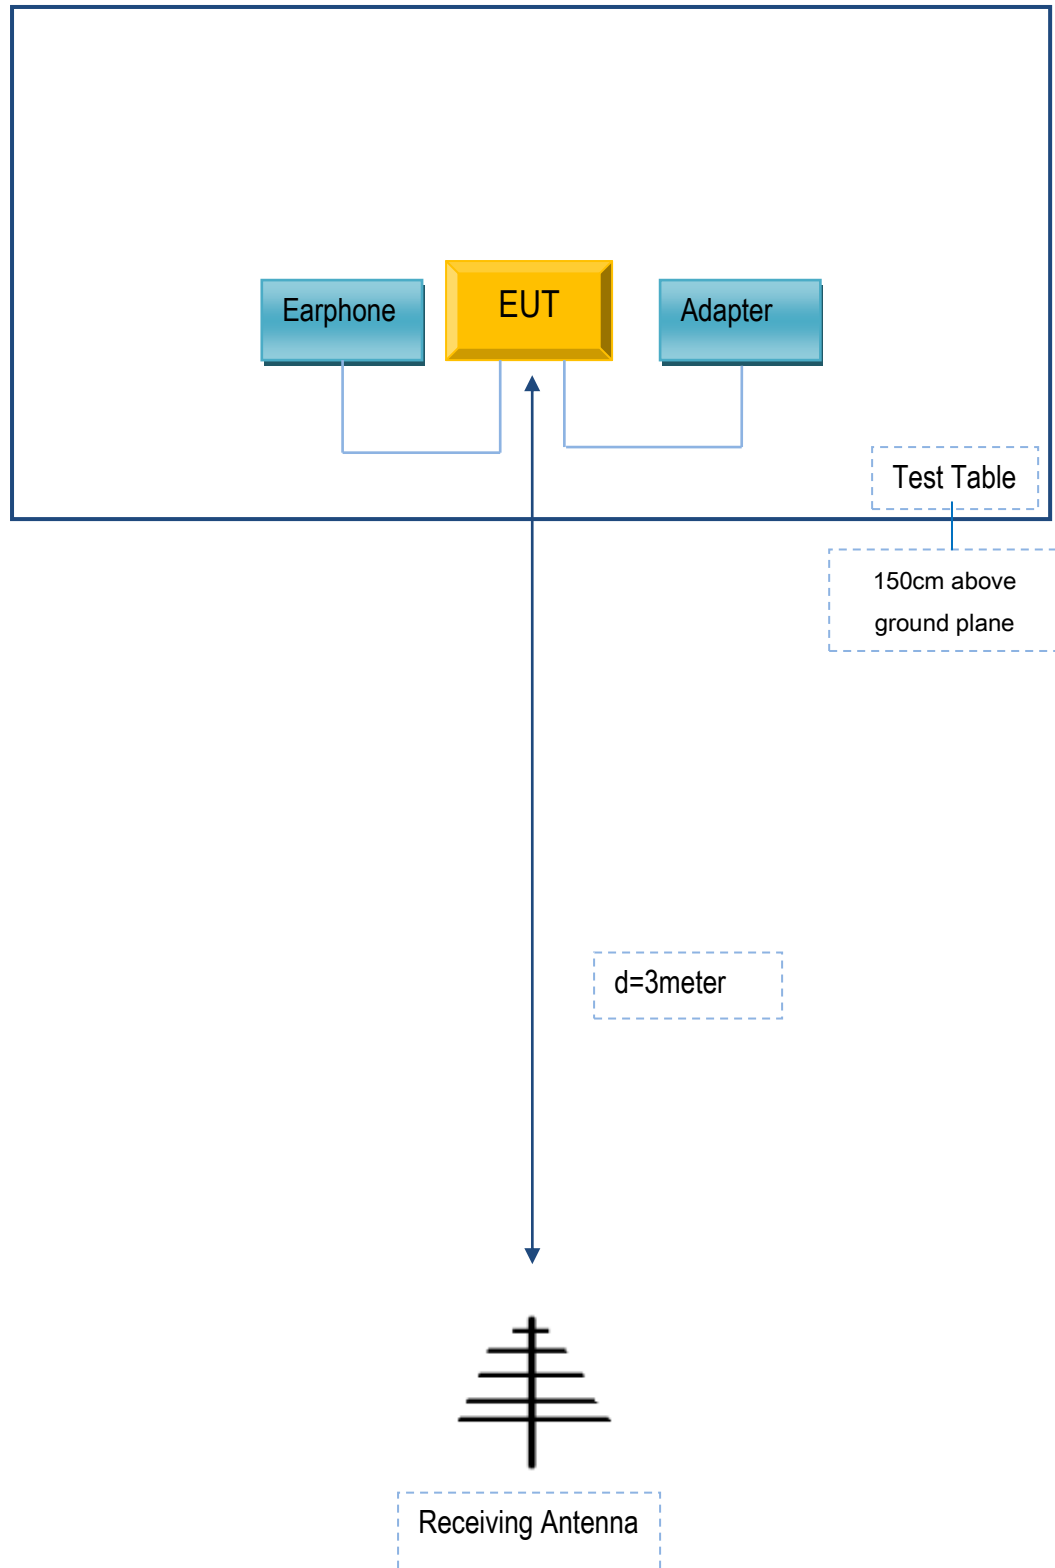 Earphone
EUT
Adapter
Test Table
150cm above
ground plane
d=3meter
Receiving Antenna